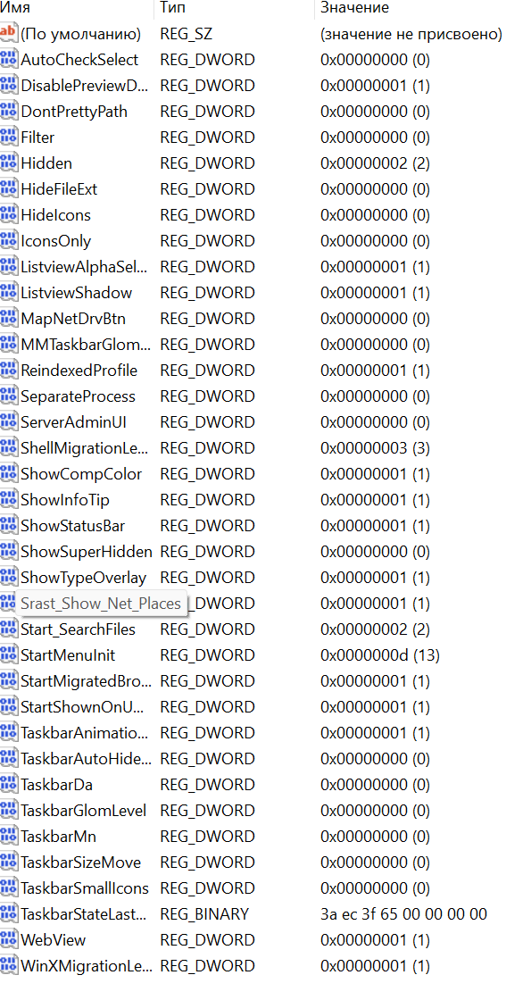 Имя Тип Значение
(По умолчанию) REG_SZ (значение не присвоено)
AutoCheckSelect REG_DWORD 0x00000000 (0)
DisablePreviewD... REG_DWORD 0x00000001 (1)
DontPrettyPath REG_DWORD 0x00000000 (0)
Filter REG_DWORD 0x00000000 (0)
Hidden REG_DWORD 0x00000002 (2)
HideFileExt REG_DWORD 0x00000000 (0)
HideIcons REG_DWORD 0x00000000 (0)
IconsOnly REG_DWORD 0x00000000 (0)
ListviewAlphaSel... REG_DWORD 0x00000001 (1)
ListviewShadow REG_DWORD 0x00000001 (1)
MapNetDrvBtn REG_DWORD 0x00000000 (0)
MMTaskbarGlom... REG_DWORD 0x00000000 (0)
ReindexedProfile REG_DWORD 0x00000001 (1)
SeparateProcess REG_DWORD 0x00000000 (0)
ServerAdminUI REG_DWORD 0x00000000 (0)
ShellMigrationLe... REG_DWORD 0x00000003 (3)
ShowCompColor REG_DWORD 0x00000001 (1)
ShowInfoTip REG_DWORD 0x00000001 (1)
ShowStatusBar REG_DWORD 0x00000001 (1)
ShowSuperHidden REG_DWORD 0x00000000 (0)
ShowTypeOverlay REG_DWORD 0x00000001 (1)
Srast_Show_Net_Places _DWORD 0x00000001 (1)
Start_SearchFiles REG_DWORD 0x00000002 (2)
StartMenuInit REG_DWORD 0x0000000d (13)
StartMigratedBro... REG_DWORD 0x00000001 (1)
StartShownOnU... REG_DWORD 0x00000001 (1)
TaskbarAnimatio... REG_DWORD 0x00000001 (1)
TaskbarAutoHide... REG_DWORD 0x00000000 (0)
TaskbarDa REG_DWORD 0x00000000 (0)
TaskbarGlomLevel REG_DWORD 0x00000000 (0)
TaskbarMn REG_DWORD 0x00000000 (0)
TaskbarSizeMove REG_DWORD 0x00000000 (0)
TaskbarSmallIcons REG_DWORD 0x00000000 (0)
TaskbarStateLast... REG_BINARY 3a ec 3f 65 00 00 00 00
WebView REG_DWORD 0x00000001 (1)
WinXMigrationLe... REG_DWORD 0x00000001 (1)